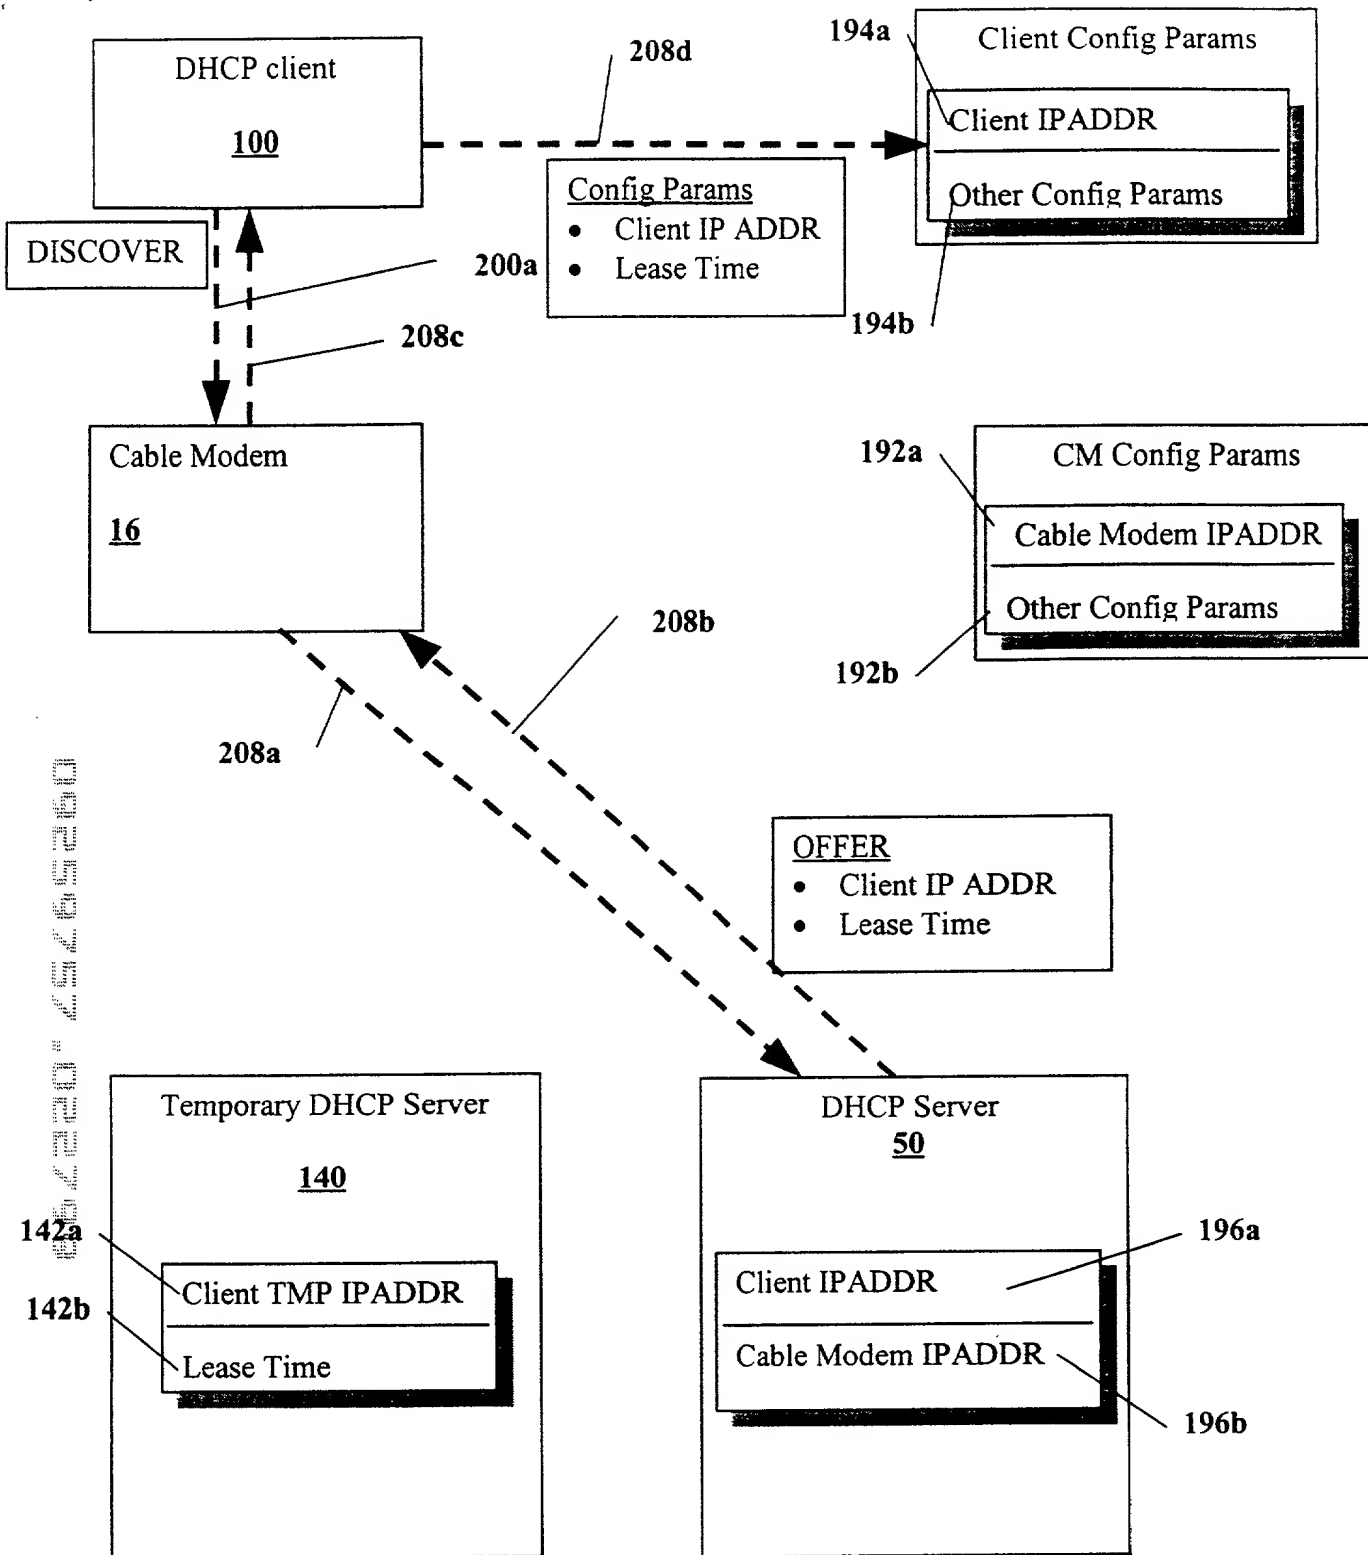 194a
Client Config Params
208d
DHCP client
100
Client IPADDR
Other Config Params
Config Params
• Client IP ADDR
• Lease Time
DISCOVER
200a
194b
208c
Cable Modem
16
192a
CM Config Params
Cable Modem IPADDR
Other Config Params
192b
208b
208a
OFFER
• Client IP ADDR
• Lease Time
Temporary DHCP Server
140
142a
Client TMP IPADDR
142b
Lease Time
DHCP Server
50
196a
Client IPADDR
Cable Modem IPADDR
196b